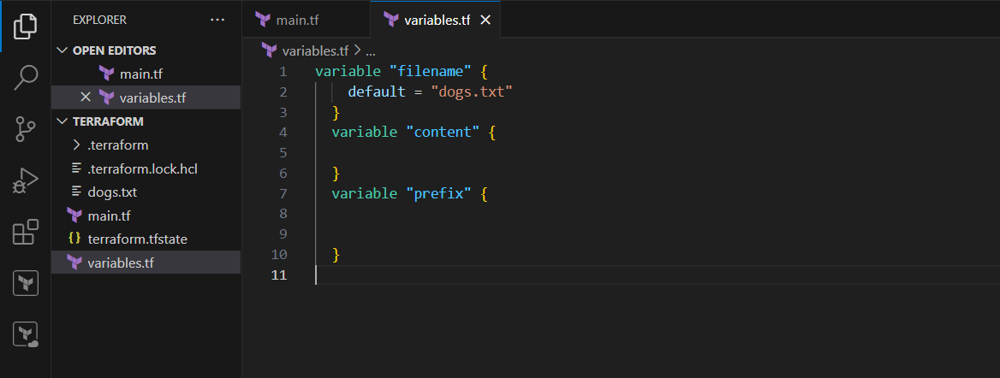 EXPLORER
OPEN EDITORS
main.tf
variables.tf
TERRAFORM
.terraform
.terraform.lock.hcl
dogs.txt
main.tf
{} terraform.tfstate
variables.tf
main.tf
variables.tf
variables.tf > ...
1 variable "filename" {
2 default = "dogs.txt"
3 }
4 variable "content" {
5
6 }
7 variable "prefix" {
8
9
10 }
11